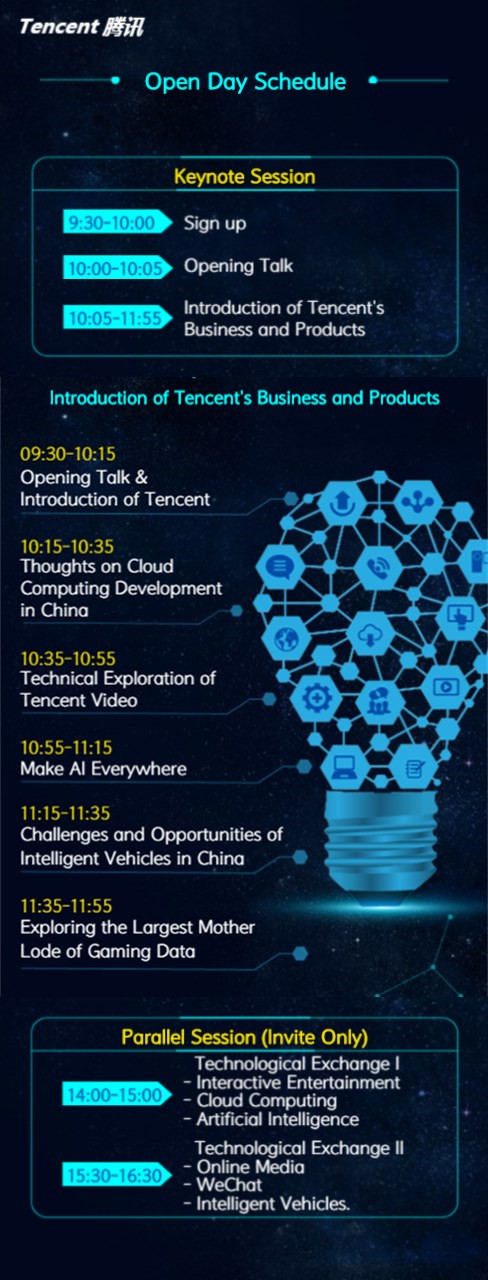 Tencent 腾讯
Open Day Schedule
Keynote Session
9:30-10:00 Sign up
10:00-10:05 Opening Talk
10:05-11:55 Introduction of Tencent's
Business and Products
Introduction of Tencent's Business and Products
09:30-10:15
Opening Talk &
Introduction of Tencent
10:15-10:35
Thoughts on Cloud
Computing Development
in China
10:35-10:55
Technical Exploration of
Tencent Video
10:55-11:15
Make AI Everywhere
11:15-11:35
Challenges and Opportunities of
Intelligent Vehicles in China
11:35-11:55
Exploring the Largest Mother
Lode of Gaming Data
Parallel Session (Invite Only)
14:00-15:00
Technological Exchange I
- Interactive Entertainment
- Cloud Computing
- Artificial Intelligence
15:30-16:30
Technological Exchange II
- Online Media
- WeChat
- Intelligent Vehicles.